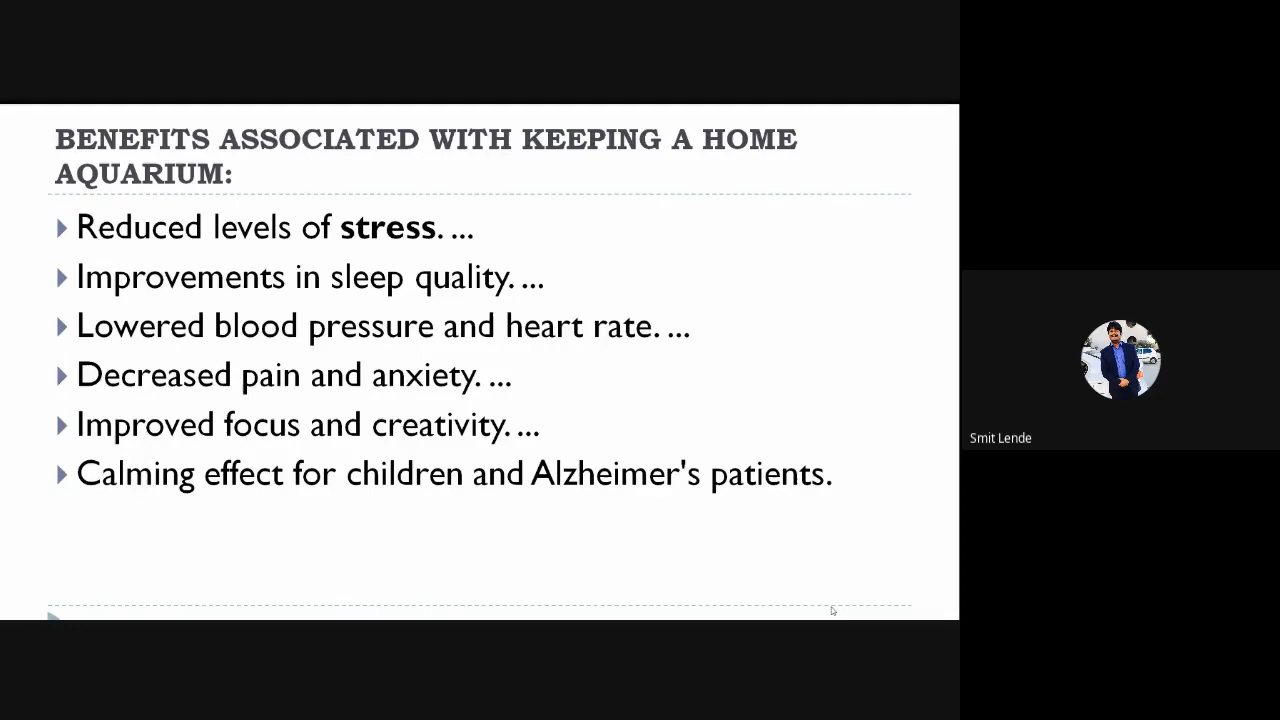 BENEFITS ASSOCIATED WITH KEEPING A HOME
AQUARIUM:
Reduced levels of stress. ...
Improvements in sleep quality. ...
Lowered blood pressure and heart rate. ...
Decreased pain and anxiety. ...
Improved focus and creativity. ...
Calming effect for children and Alzheimer's patients.
Smit Lende